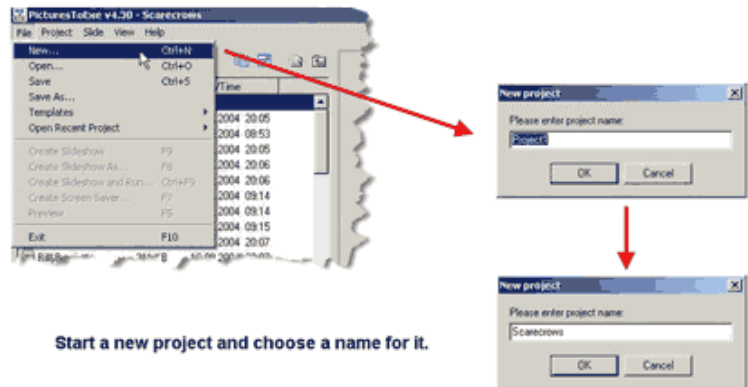 PicturesToExe v4.30 - Scarecrows
File Project Slide View Help
New... Ctrl+N
Open... Ctrl+O
Save Ctrl+S
Save As...
Templates
Open Recent Project
Create Slideshow F9
Create Slideshow As... F8
Create Slideshow and Run... Ctrl+F9
Create Screen Saver... F7
Preview F5
Exit F10
/Time
2004 20:05
2004 08:53
2004 20:05
2004 20:06
2004 20:06
2004 09:14
2004 09:14
2004 09:15
2004 20:07
New project
Please enter project name:
Project1
OK Cancel
New project
Please enter project name:
Scarecrows
OK Cancel
Start a new project and choose a name for it.